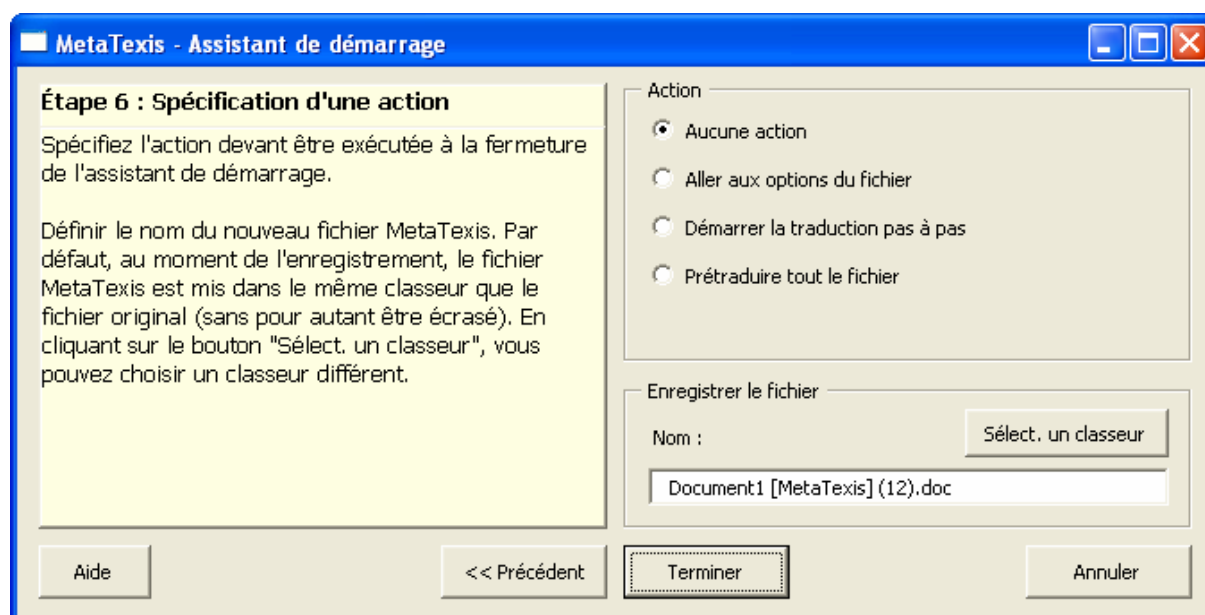 MetaTexis - Assistant de démarrage
Étape 6 : Spécification d'une action
Spécifiez l'action devant être exécutée à la fermeture
de l'assistant de démarrage.
Définir le nom du nouveau fichier MetaTexis. Par
défaut, au moment de l'enregistrement, le fichier
MetaTexis est mis dans le même classeur que le
fichier original (sans pour autant être écrasé). En
cliquant sur le bouton "Sélect. un classeur", vous
pouvez choisir un classeur différent.
Action
Aucune action
Aller aux options du fichier
Démarrer la traduction pas à pas
Prétraduire tout le fichier
Enregistrer le fichier
Nom :
Sélect. un classeur
Document1 [MetaTexis] (12).doc
Aide
<< Précédent
Terminer
Annuler